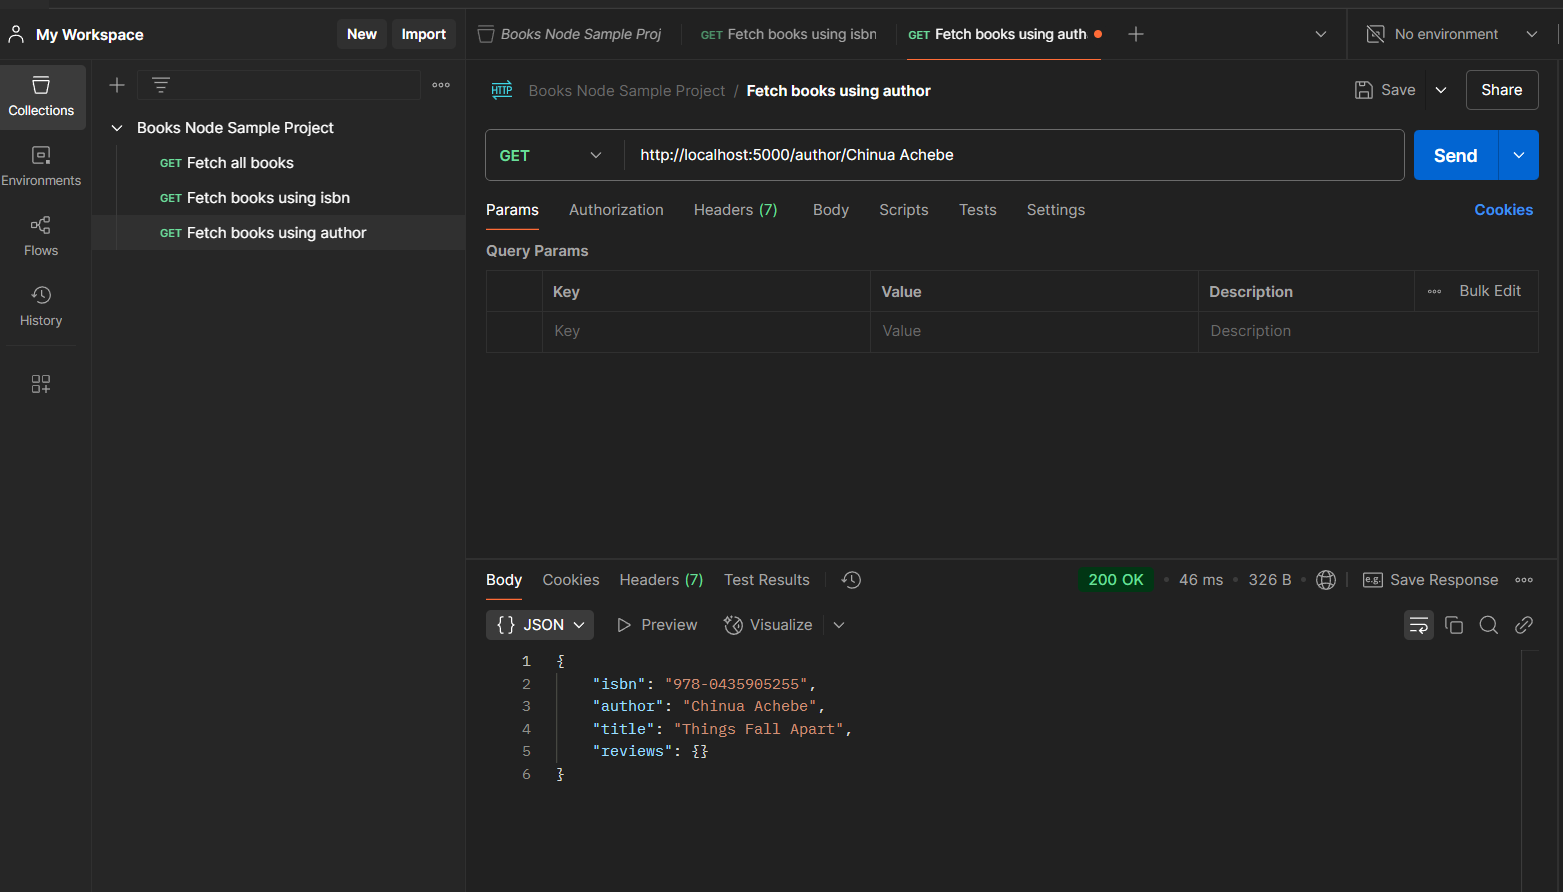 My Workspace
New
Import
Books Node Sample Proj
GET Fetch books using isbn
GET Fetch books using auth
No environment
Collections
Environments
Flows
History
Books Node Sample Project
GET Fetch all books
GET Fetch books using isbn
GET Fetch books using author
HTTP Books Node Sample Project / Fetch books using author
Save
Share
GET
http://localhost:5000/author/Chinua Achebe
Send
Params Authorization Headers (7) Body Scripts Tests Settings
Cookies
Query Params
Key Value Description Bulk Edit
Key Value Description
Body Cookies Headers (7) Test Results
200 OK • 46 ms • 326 B •
e.g. Save Response
{} JSON Preview Visualize
1 {
2 "isbn": "978-0435905255",
3 "author": "Chinua Achebe",
4 "title": "Things Fall Apart",
5 "reviews": {}
6 }